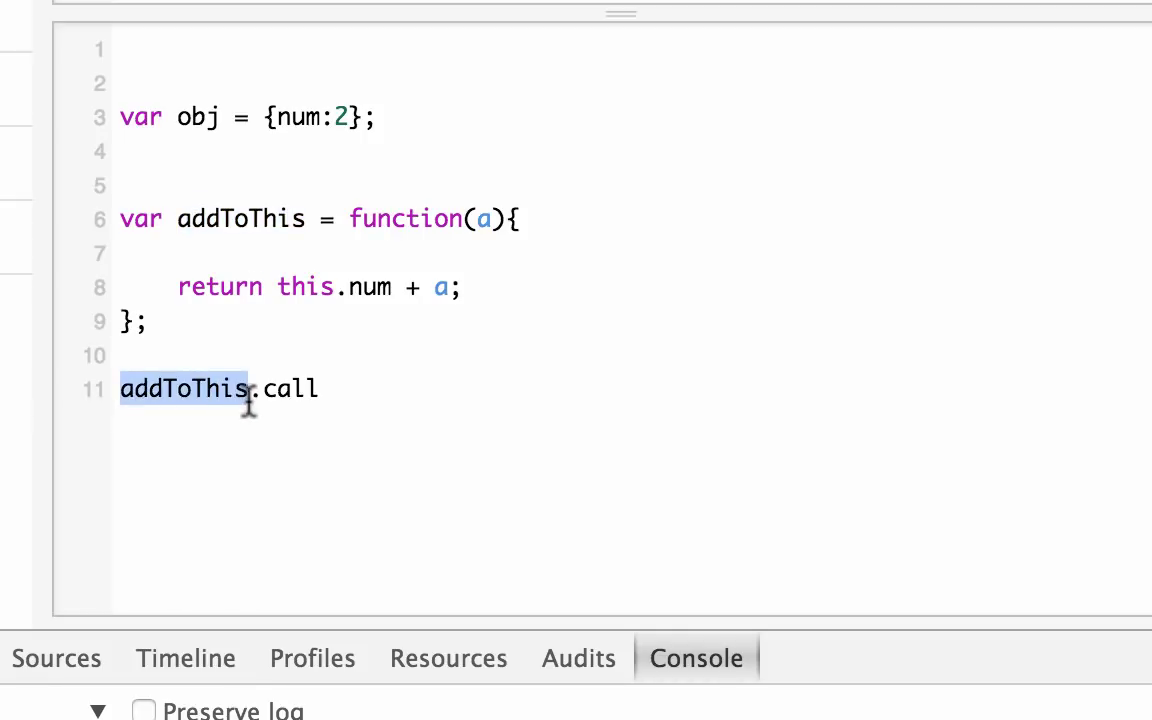 1
2
3 var obj = {num:2};
4
5
6 var addToThis = function(a){
7
8 return this.num + a;
9 };
10
11 addToThis.call
Sources Timeline Profiles Resources Audits Console
▼ Preserve log